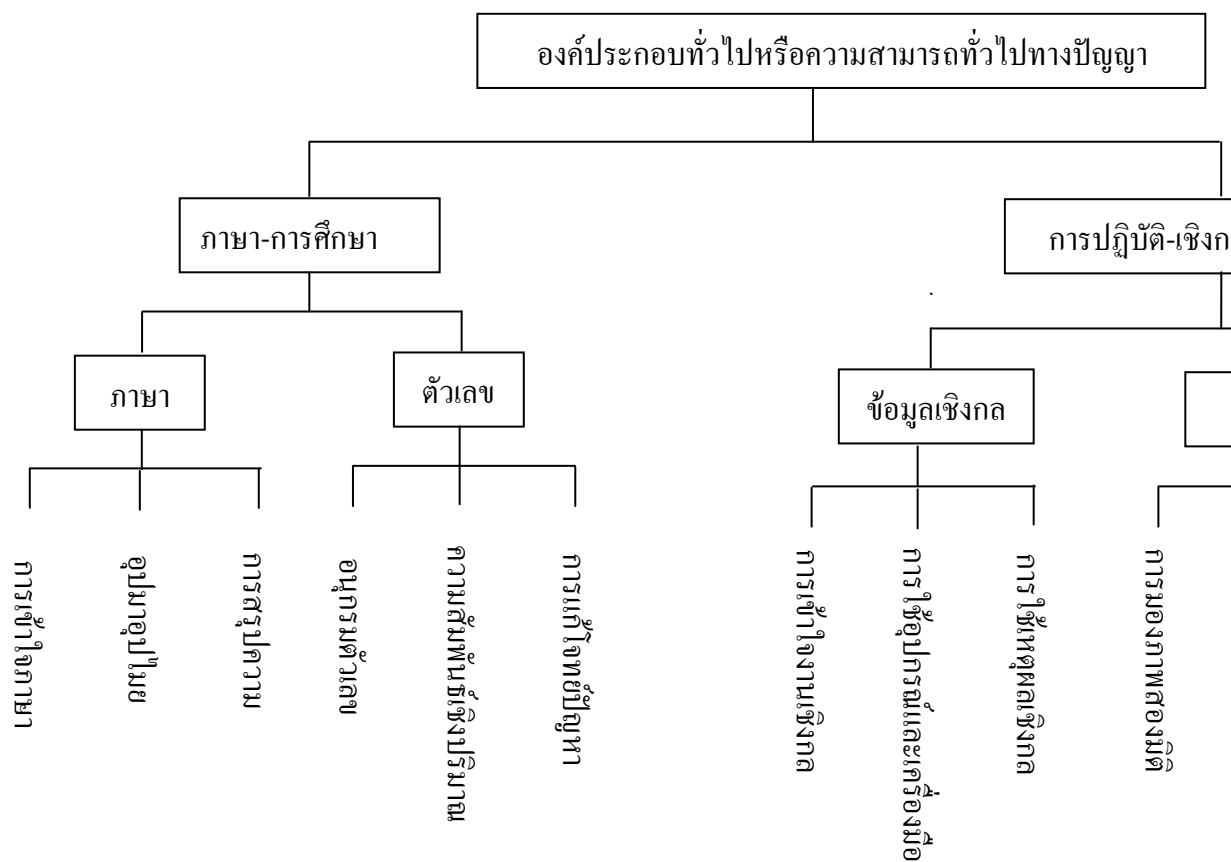 องค์ประกอบทั่วไปหรือความสามารถทั่วไปทางปัญญา
ภาษา-การศึกษา
การปฏิบัติ-เชิงก
ภาษา
ตัวเลข
ข้อมูลเชิงกล
การเข้าใจภาษา
อุปมาอุปไมย
การสรุปความ
อนุกรมตัวเลข
ความสัมพันธ์เชิงปริมาณ
การแก้โจทย์ปัญหา
การเข้าใจงานเชิงกล
การใช้อุปกรณ์และเครื่องมือ
การใช้เหตุผลเชิงกล
การมองภาพสองมิติ